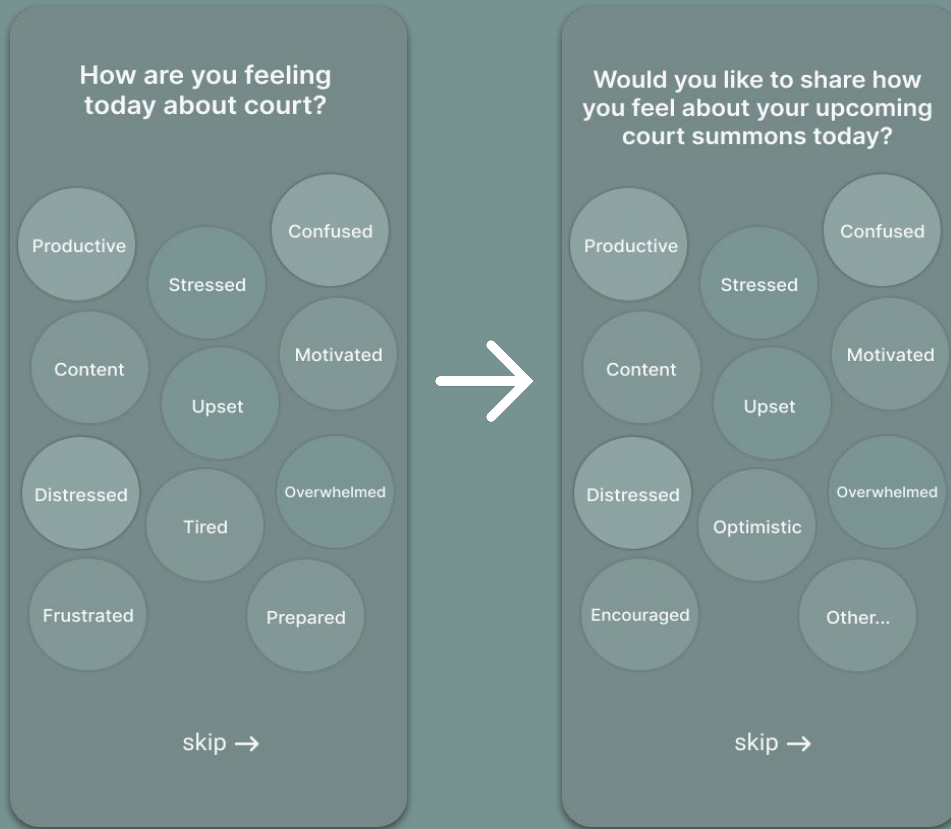 How are you feeling
today about court?
Productive
Confused
Stressed
Content
Motivated
Upset
Distressed
Overwhelmed
Tired
Frustrated
Prepared
skip →
Would you like to share how
you feel about your upcoming
court summons today?
Productive
Confused
Stressed
Content
Motivated
Upset
Distressed
Overwhelmed
Optimistic
Encouraged
Other...
skip →